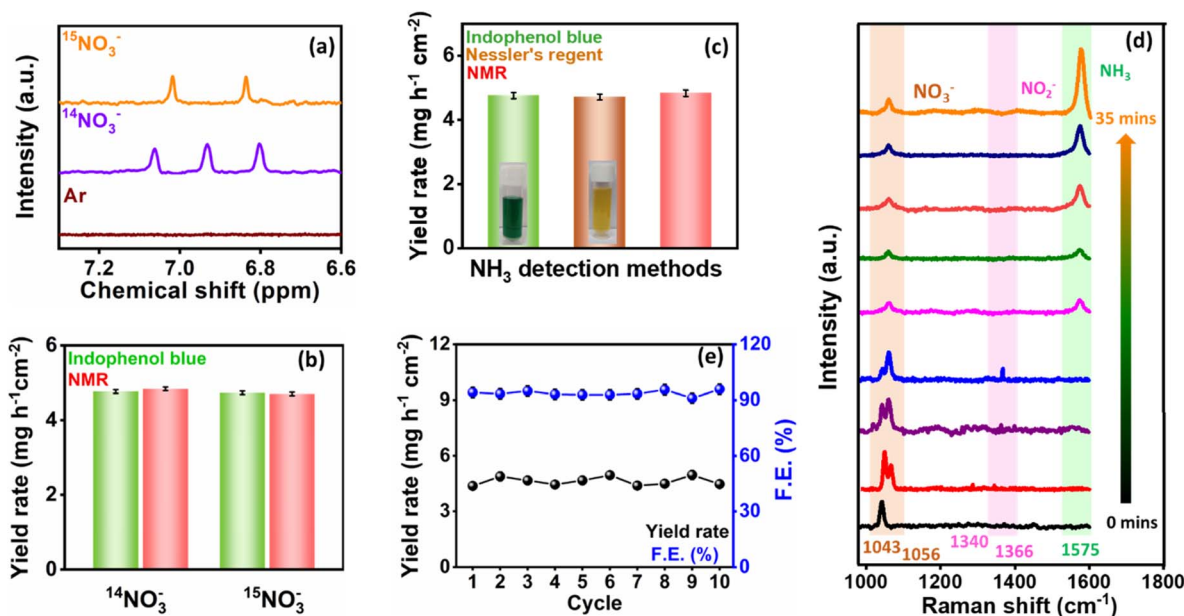 (a)
¹⁵NO₃⁻
¹⁴NO₃⁻
Ar
Intensity (a.u.)
7.2 7.0 6.8 6.6
Chemical shift (ppm)
(c)
Indophenol blue
Nessler's regent
NMR
Yield rate (mg h⁻¹ cm⁻²)
6
4
2
0
NH₃ detection methods
(d)
NO₃⁻ NO₂⁻ NH₃
35 mins
0 mins
Intensity (a.u.)
1043 1056 1340 1366 1575
1000 1200 1400 1600 1800
Raman shift (cm⁻¹)
(b)
Indophenol blue
NMR
Yield rate (mg h⁻¹cm⁻²)
6
4
2
0
¹⁴NO₃⁻ ¹⁵NO₃⁻
(e)
Yield rate (mg h⁻¹ cm⁻²)
12
9
6
3
0
120
90
60
30
0
F.E. (%)
Yield rate
F.E. (%)
1 2 3 4 5 6 7 8 9 10
Cycle